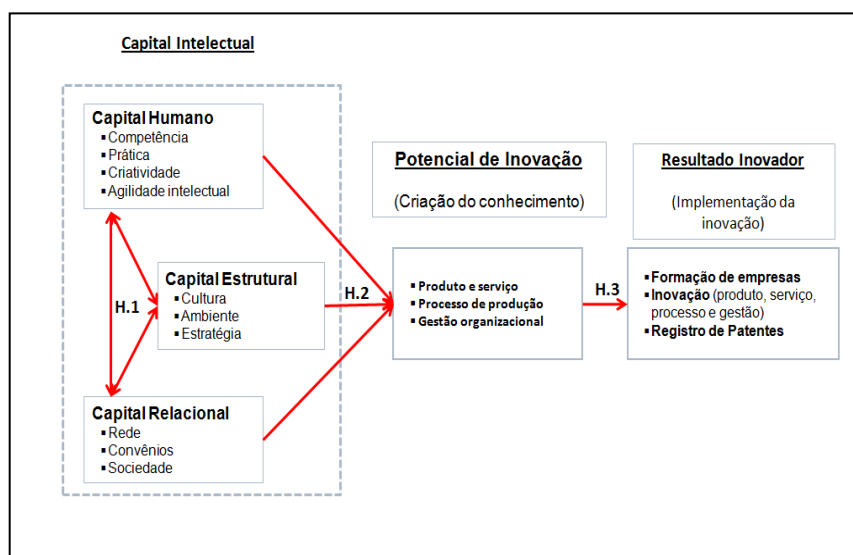 Capital Intelectual
Capital Humano
▪ Competência
▪ Prática
▪ Criatividade
▪ Agilidade intelectual
H.1
Capital Estrutural
▪ Cultura
▪ Ambiente
▪ Estratégia
Capital Relacional
▪ Rede
▪ Convênios
▪ Sociedade
H.2
Potencial de Inovação
(Criação do conhecimento)
▪ Produto e serviço
▪ Processo de produção
▪ Gestão organizacional
H.3
Resultado Inovador
(Implementação da
inovação)
▪ Formação de empresas
▪ Inovação (produto, serviço,
processo e gestão)
▪ Registro de Patentes